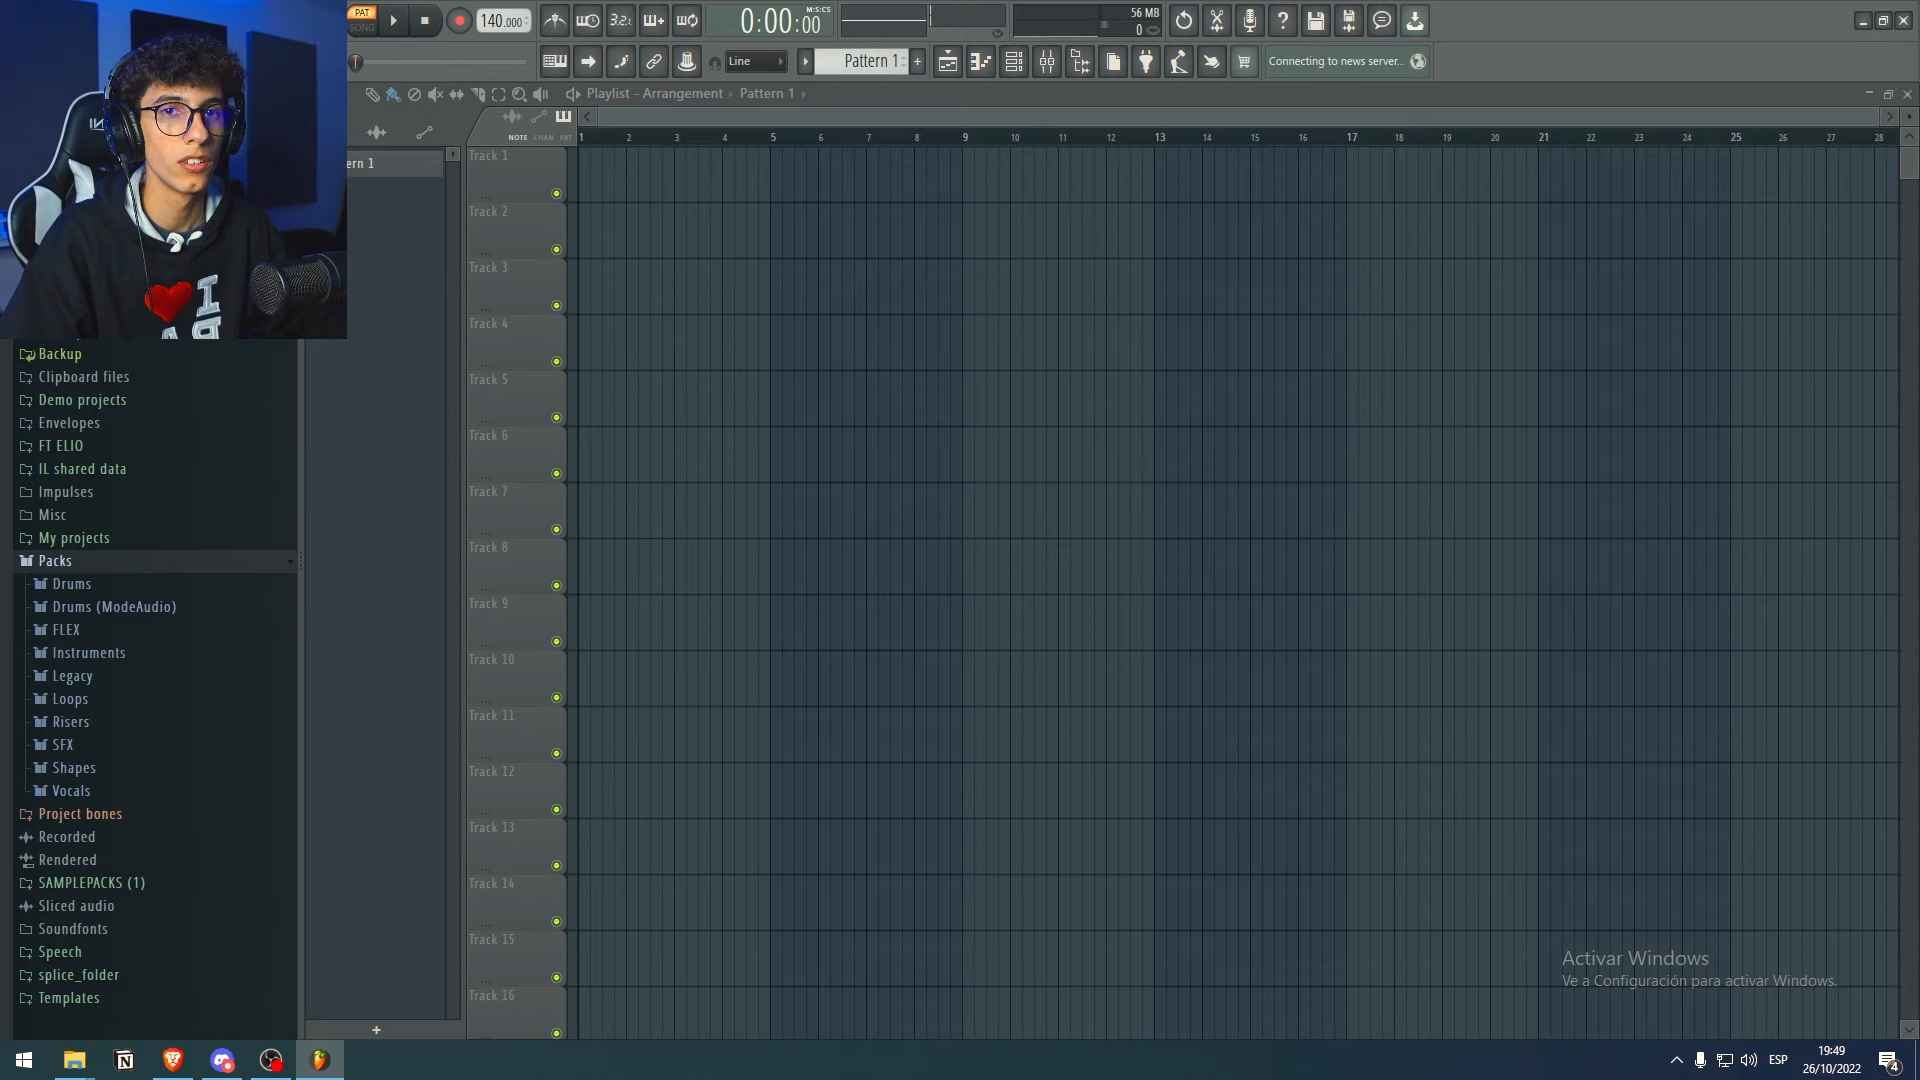 PAT
SONG
140.000
3.2.
0:00:00
M:S:CS
56 MB
0
Line
Pattern 1
+
Connecting to news server...
Playlist - Arrangement
Pattern 1
NOTE
CHAN
PAT
1
2
3
4
5
6
7
8
9
10
11
12
13
14
15
16
17
18
19
20
21
22
23
24
25
26
27
28
ern 1
Track 1
Track 2
Track 3
Track 4
Track 5
Track 6
Track 7
Track 8
Track 9
Track 10
Track 11
Track 12
Track 13
Track 14
Track 15
Track 16
Backup
Clipboard files
Demo projects
Envelopes
FT ELIO
IL shared data
Impulses
Misc
My projects
Packs
Drums
Drums (ModeAudio)
FLEX
Instruments
Legacy
Loops
Risers
SFX
Shapes
Vocals
Project bones
Recorded
Rendered
SAMPLEPACKS (1)
Sliced audio
Soundfonts
Speech
splice_folder
Templates
+
Activar Windows
Ve a Configuración para activar Windows.
ESP
19:49
26/10/2022
4